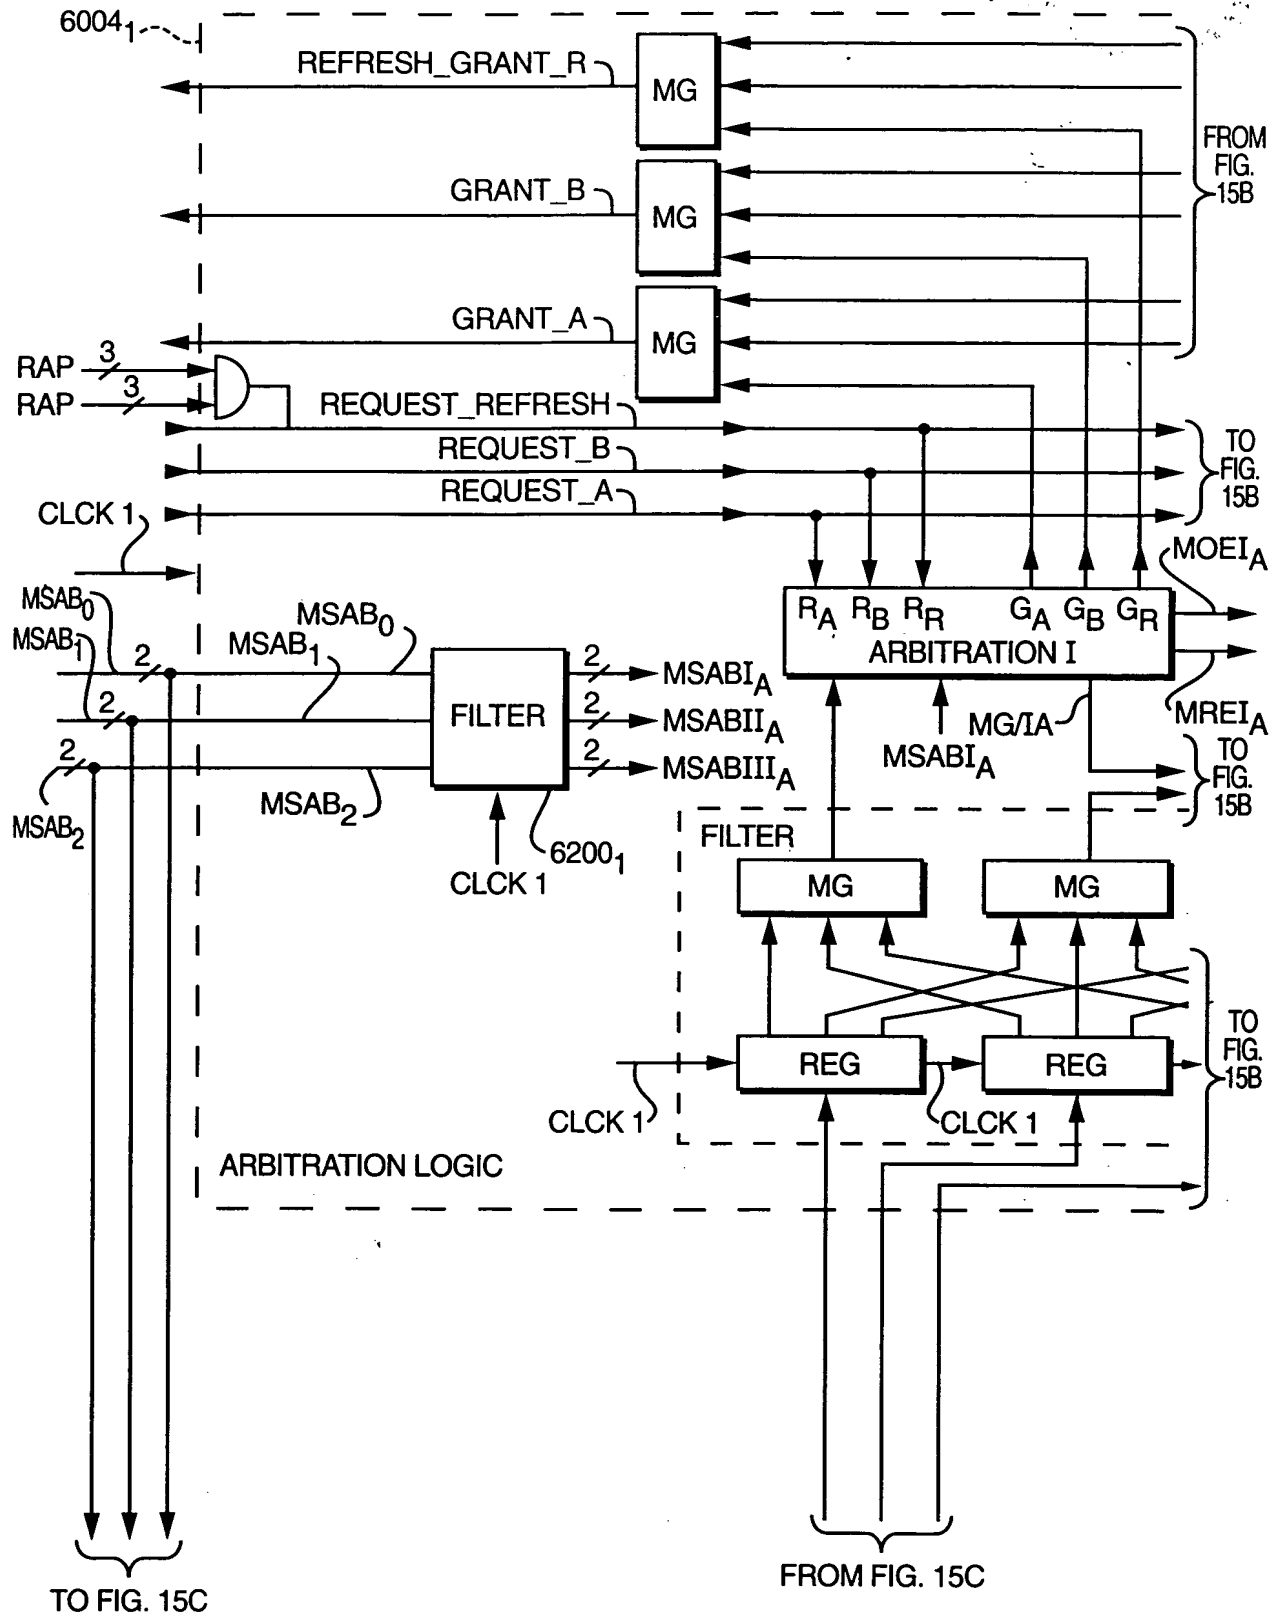 6004₁
REFRESH_GRANT_R
MG
FROM
FIG.
15B
GRANT_B
MG
GRANT_A
MG
RAP 3
RAP 3
REQUEST_REFRESH
REQUEST_B
REQUEST_A
TO
FIG.
15B
CLCK 1
MOEI_A
MSAB₀
MSAB₁
MSAB₀
MSAB₁
R_A R_B R_R G_A G_B G_R
ARBITRATION I
2
2
2
MSAB₂
MSAB₂
FILTER
2
MSABI_A
2
MSABII_A
2
MSABIII_A
MG/IA
MSABI_A
MREI_A
TO
FIG.
15B
6200₁
CLCK 1
FILTER
MG
MG
REG
REG
CLCK 1
CLCK 1
TO
FIG.
15B
ARBITRATION LOGIC
TO FIG. 15C
FROM FIG. 15C